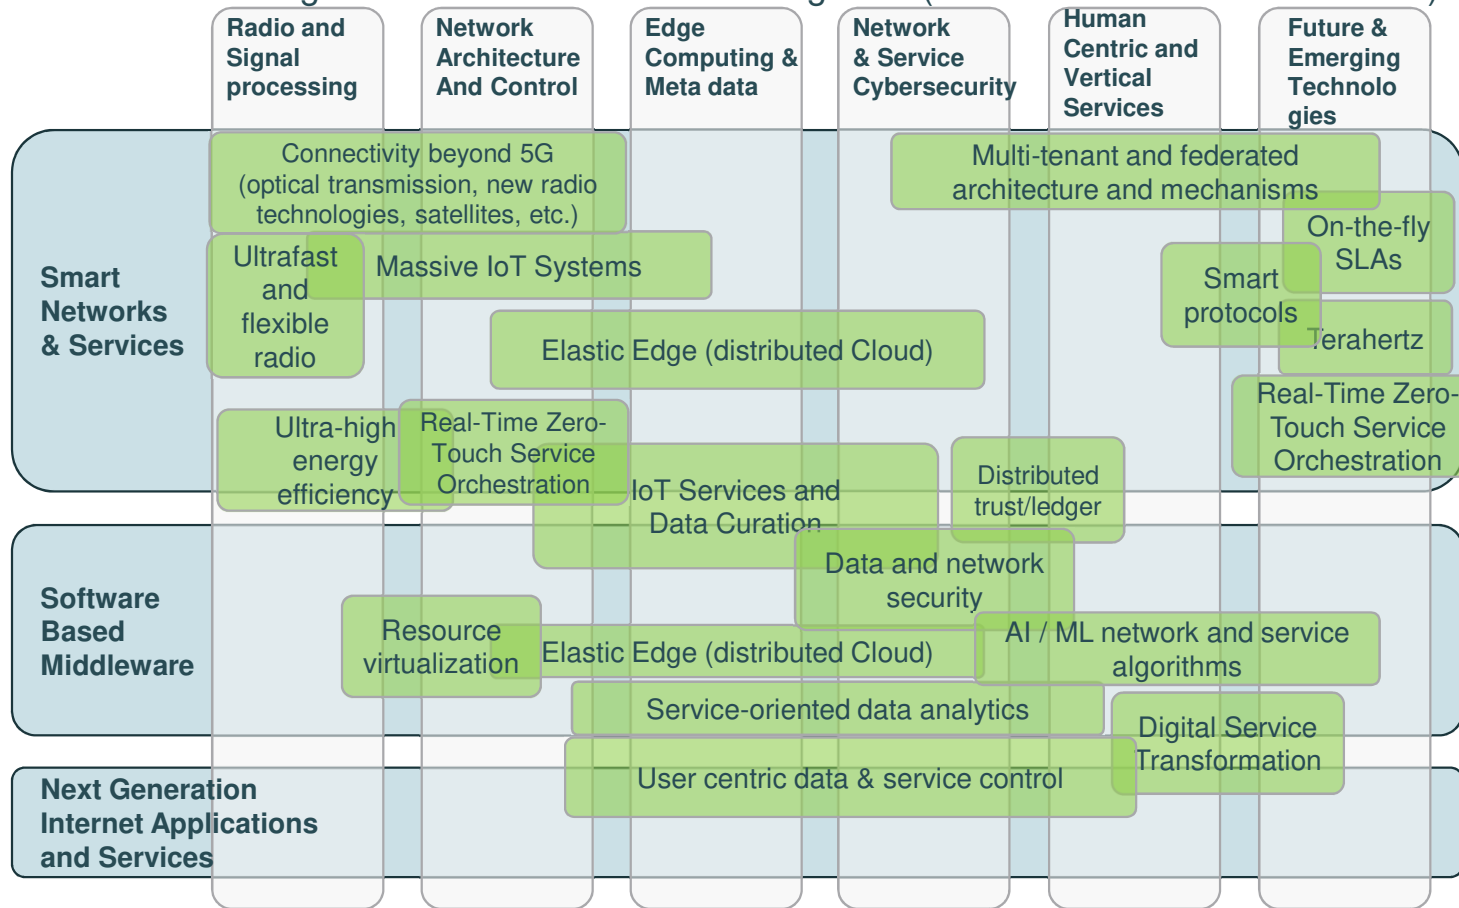 Radio and
Signal
processing
Network
Architecture
And Control
Edge
Computing &
Meta data
Network
& Service
Cybersecurity
Human
Centric and
Vertical
Services
Future &
Emerging
Technolo
gies
Smart
Networks
& Services
Connectivity beyond 5G
(optical transmission, new radio
technologies, satellites, etc.)
Multi-tenant and federated
architecture and mechanisms
Ultrafast
and
flexible
radio
Massive IoT Systems
On-the-fly
SLAs
Smart
protocols
Elastic Edge (distributed Cloud)
Terahertz
Ultra-high
energy
efficiency
Real-Time Zero-
Touch Service
Orchestration
Real-Time Zero-
Touch Service
Orchestration
IoT Services and
Data Curation
Distributed
trust/ledger
Software
Based
Middleware
Data and network
security
Resource
virtualization
Elastic Edge (distributed Cloud)
AI / ML network and service
algorithms
Service-oriented data analytics
Digital Service
Transformation
User centric data & service control
Next Generation
Internet Applications
and Services